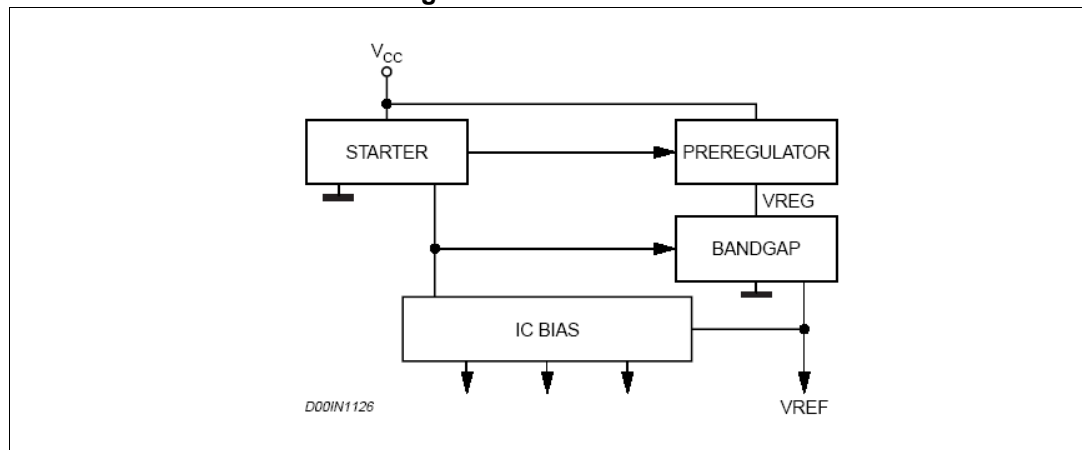 g
VCC
STARTER
PREREGULATOR
VREG
BANDGAP
IC BIAS
D00IN1126
VREF